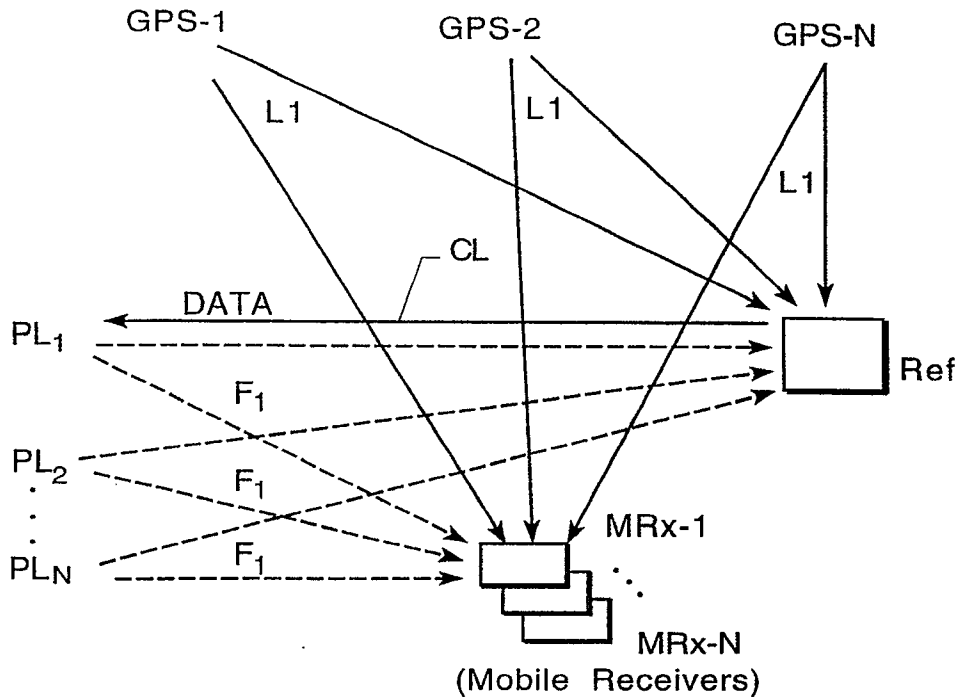 GPS-1
GPS-2
GPS-N
L1
L1
L1
CL
DATA
PL1
Ref
F1
PL2
F1
PLN
F1
MRx-1
MRx-N
(Mobile Receivers)